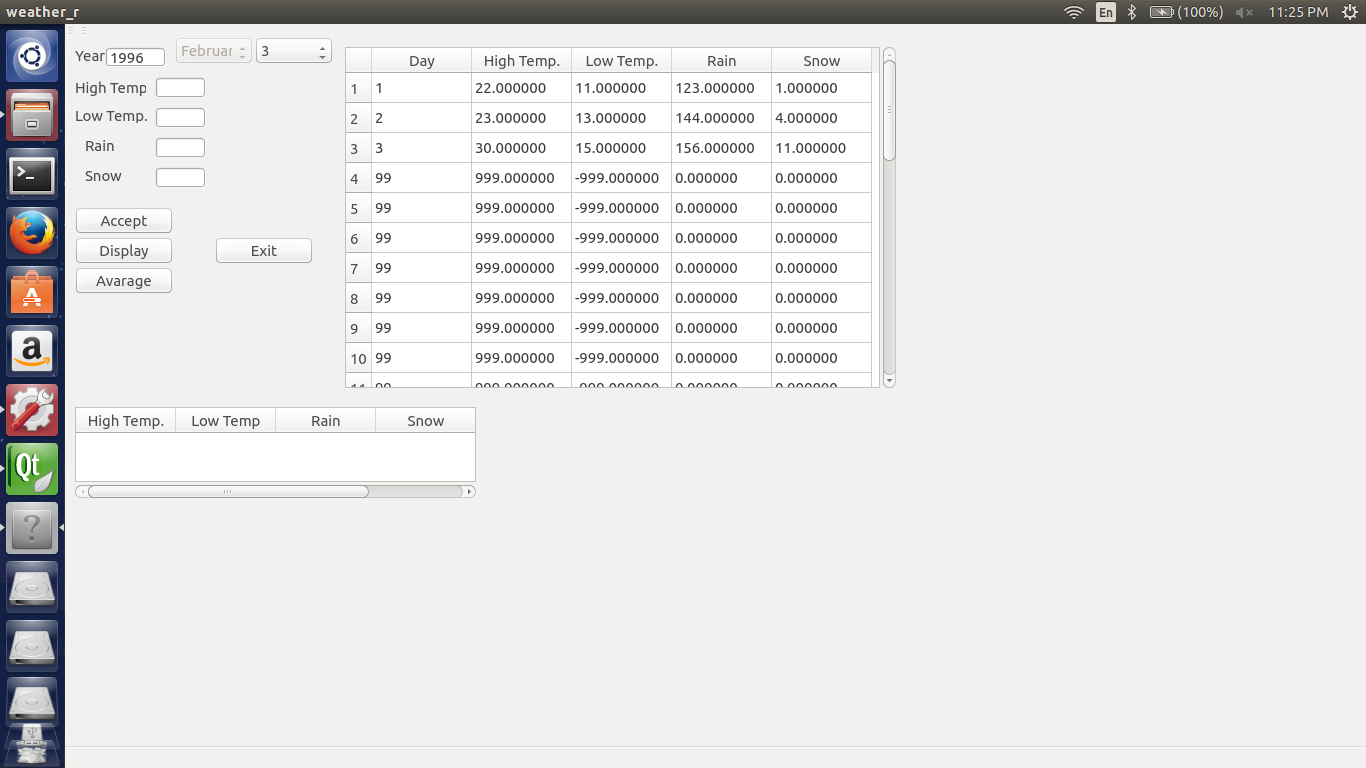 weather_r En (100%) 11:25 PM
Year 1996 Februar 3
High Temp
Low Temp.
Rain
Snow
Accept
Display Exit
Avarage
Day High Temp. Low Temp. Rain Snow
1 1 22.000000 11.000000 123.000000 1.000000
2 2 23.000000 13.000000 144.000000 4.000000
3 3 30.000000 15.000000 156.000000 11.000000
4 99 999.000000 -999.000000 0.000000 0.000000
5 99 999.000000 -999.000000 0.000000 0.000000
6 99 999.000000 -999.000000 0.000000 0.000000
7 99 999.000000 -999.000000 0.000000 0.000000
8 99 999.000000 -999.000000 0.000000 0.000000
9 99 999.000000 -999.000000 0.000000 0.000000
10 99 999.000000 -999.000000 0.000000 0.000000
High Temp. Low Temp Rain Snow
>_
A
a
Qt
?